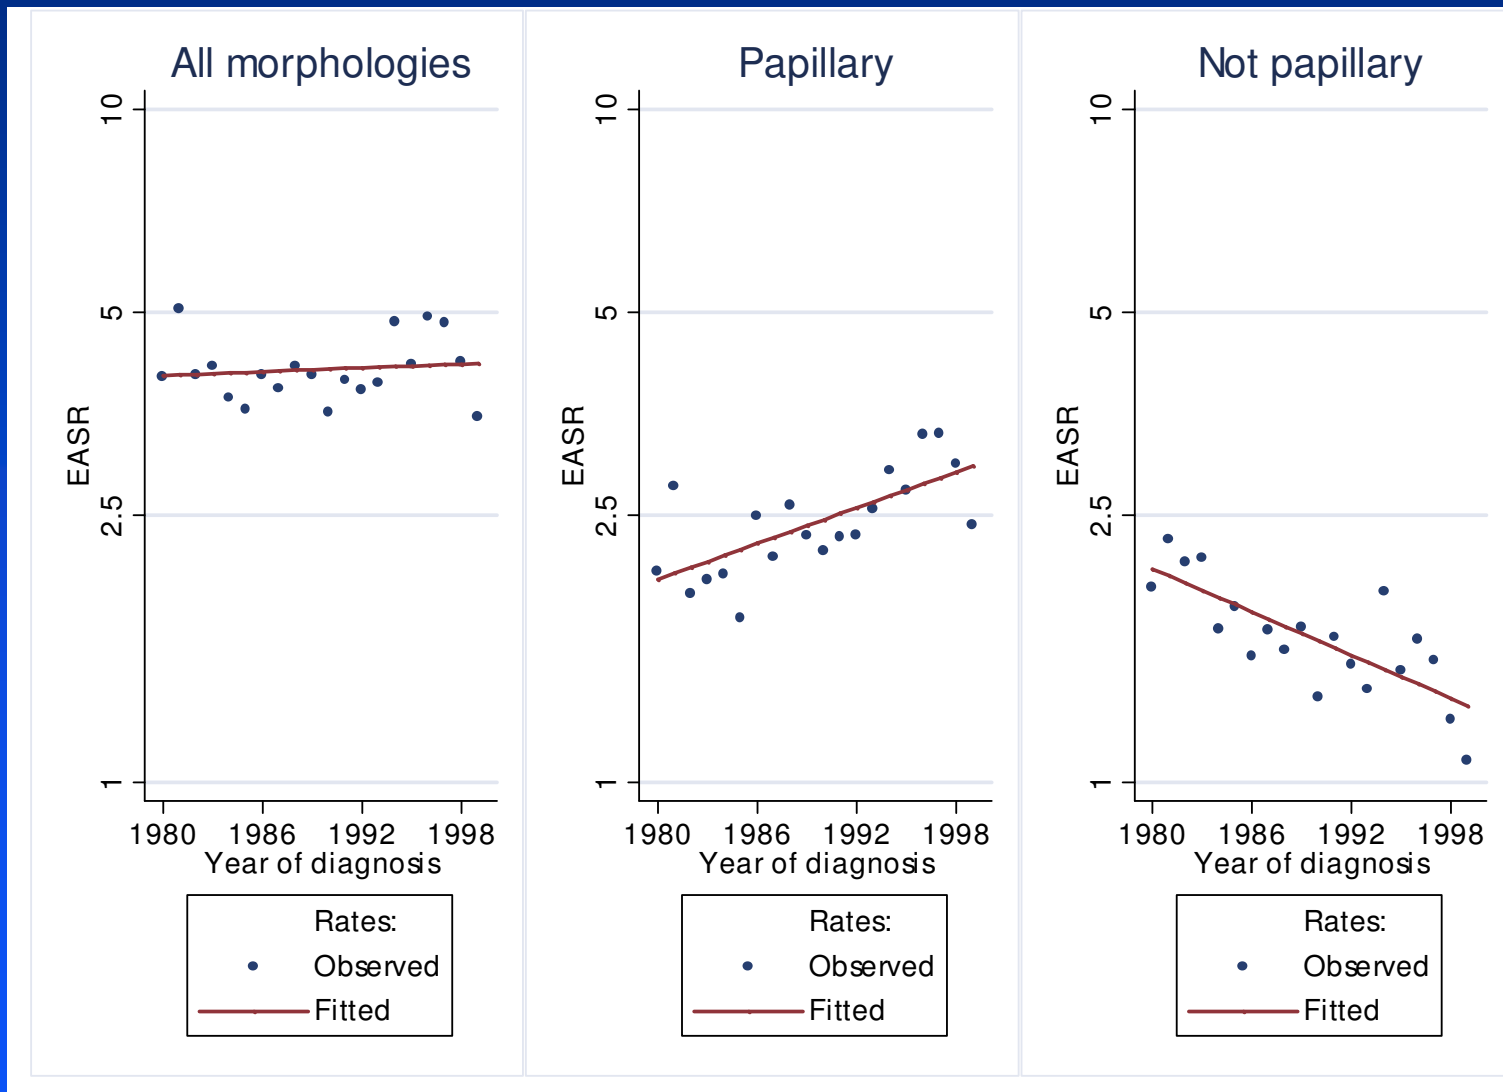 All morphologies
10
5
2.5
1
EASR
1980 1986 1992 1998
Year of diagnosis
Rates:
Observed
Fitted
Papillary
10
5
2.5
1
EASR
1980 1986 1992 1998
Year of diagnosis
Rates:
Observed
Fitted
Not papillary
10
5
2.5
1
EASR
1980 1986 1992 1998
Year of diagnosis
Rates:
Observed
Fitted